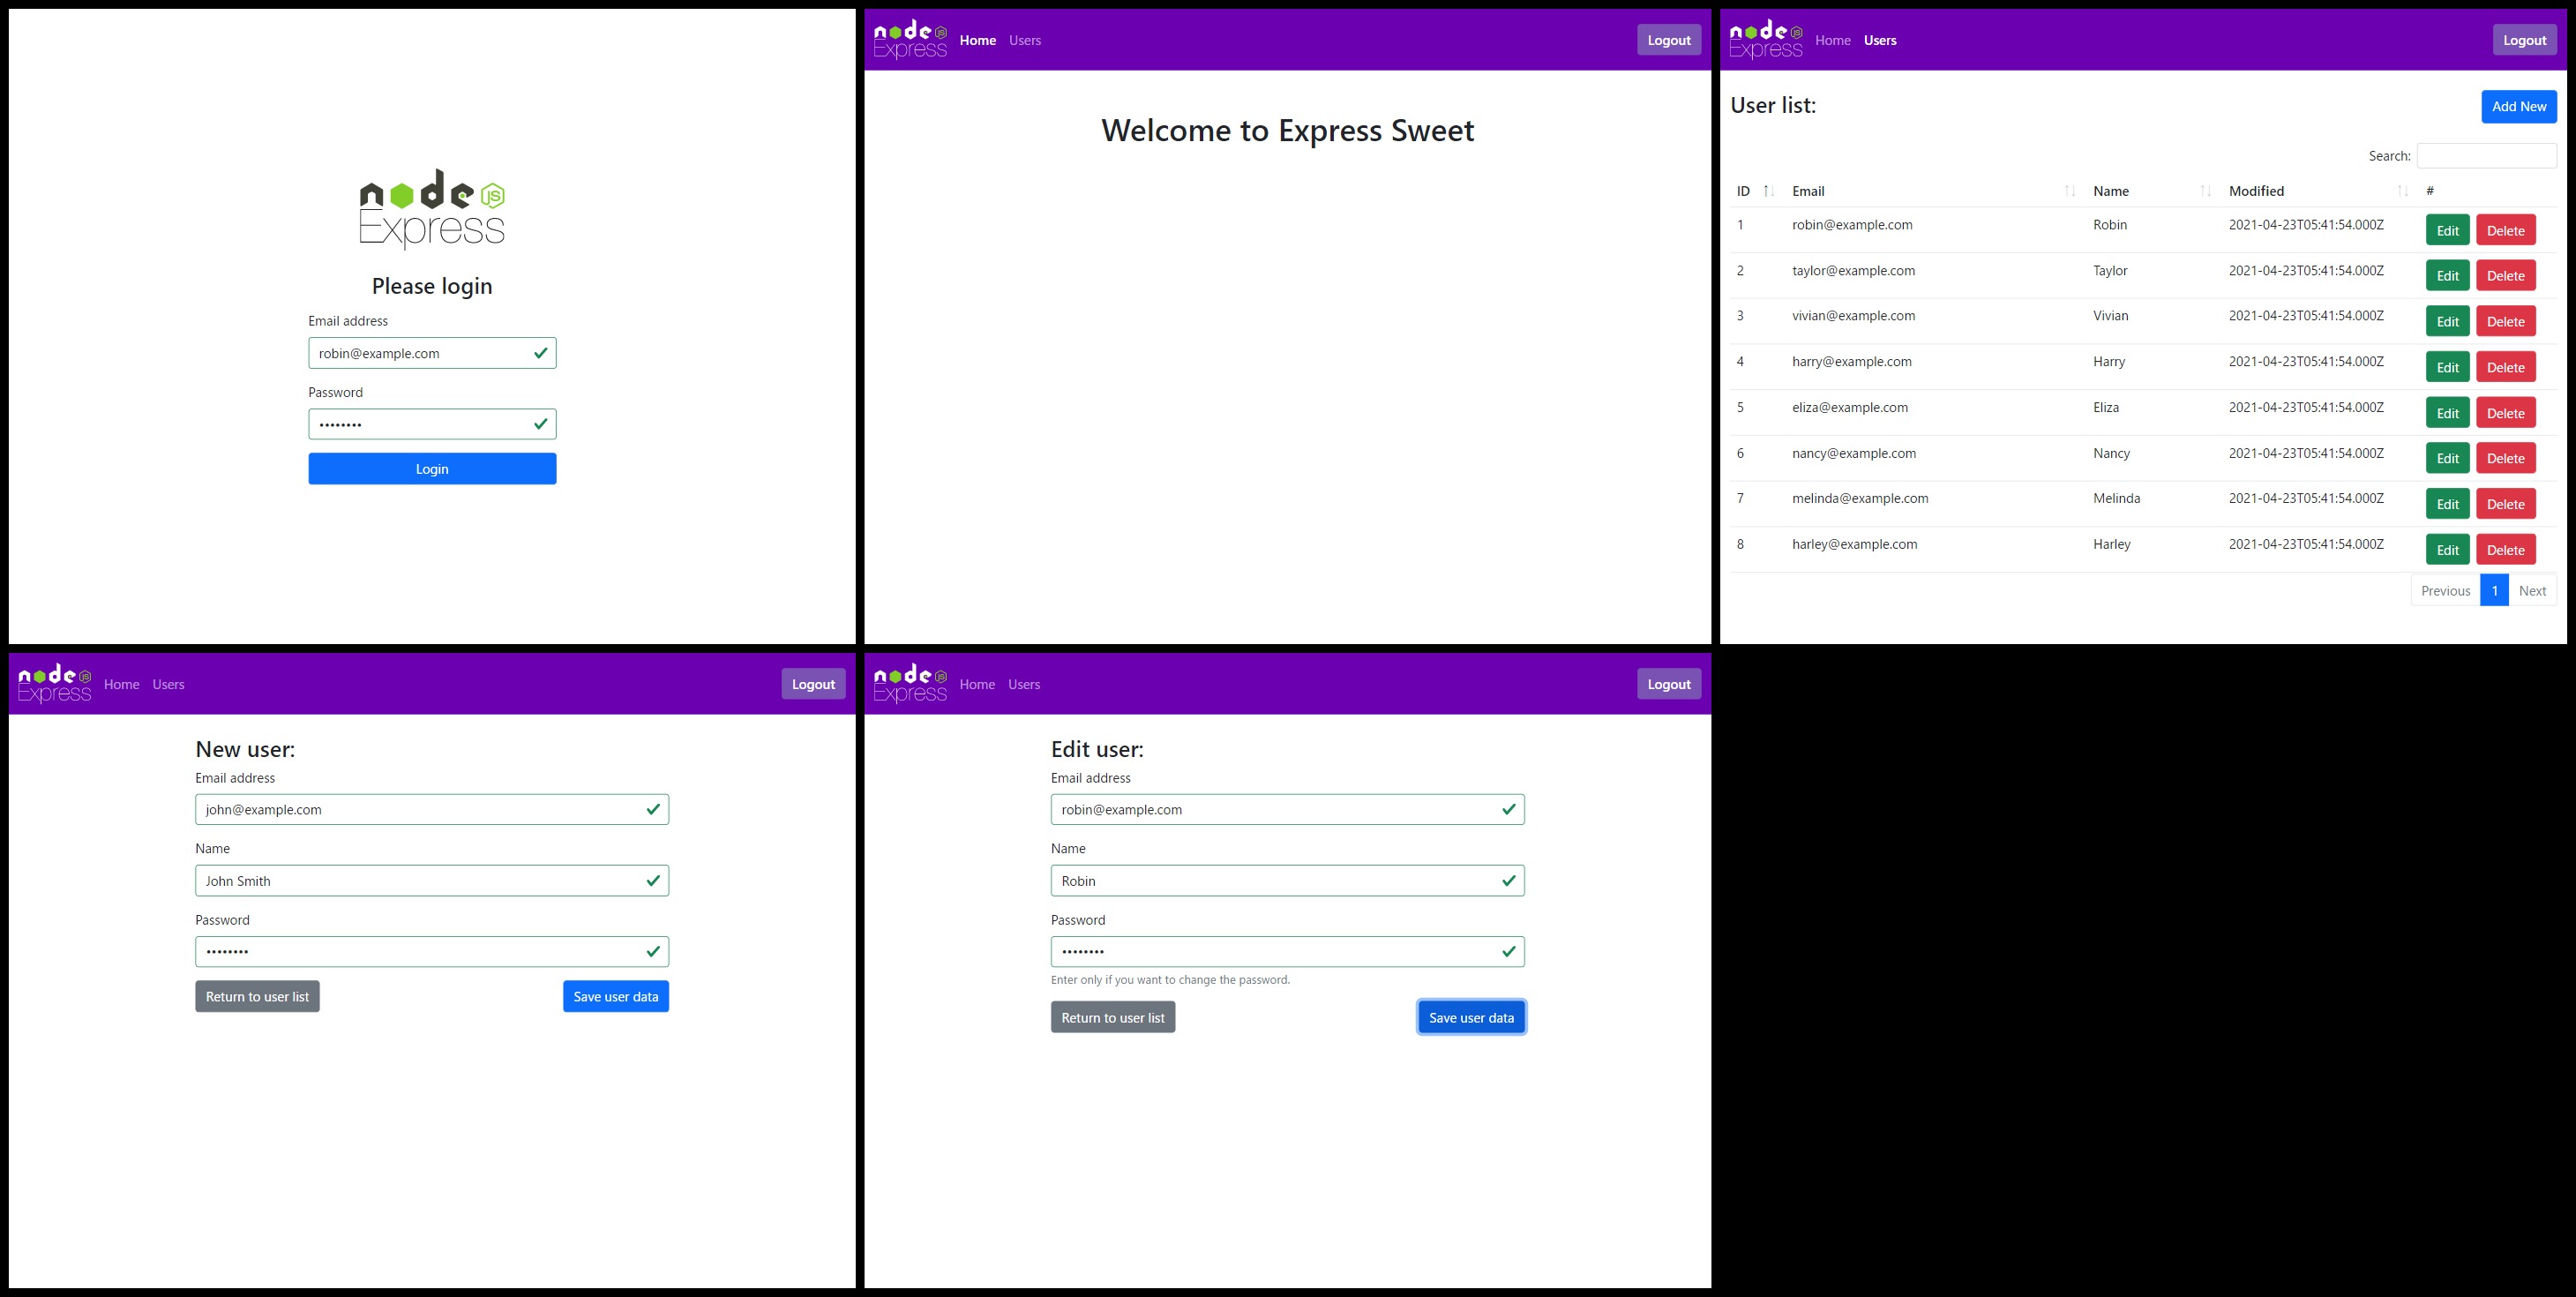 node JS
Express
Please login
Email address
robin@example.com
Password
••••••••
Login
node JS
Express Home Users Logout
Welcome to Express Sweet
node JS
Express Home Users Logout
User list: Add New
Search:
ID Email Name Modified #
1 robin@example.com Robin 2021-04-23T05:41:54.000Z Edit Delete
2 taylor@example.com Taylor 2021-04-23T05:41:54.000Z Edit Delete
3 vivian@example.com Vivian 2021-04-23T05:41:54.000Z Edit Delete
4 harry@example.com Harry 2021-04-23T05:41:54.000Z Edit Delete
5 eliza@example.com Eliza 2021-04-23T05:41:54.000Z Edit Delete
6 nancy@example.com Nancy 2021-04-23T05:41:54.000Z Edit Delete
7 melinda@example.com Melinda 2021-04-23T05:41:54.000Z Edit Delete
8 harley@example.com Harley 2021-04-23T05:41:54.000Z Edit Delete
Previous 1 Next
node JS
Express Home Users Logout
New user:
Email address
john@example.com
Name
John Smith
Password
••••••••
Return to user list Save user data
node JS
Express Home Users Logout
Edit user:
Email address
robin@example.com
Name
Robin
Password
••••••••
Enter only if you want to change the password.
Return to user list Save user data